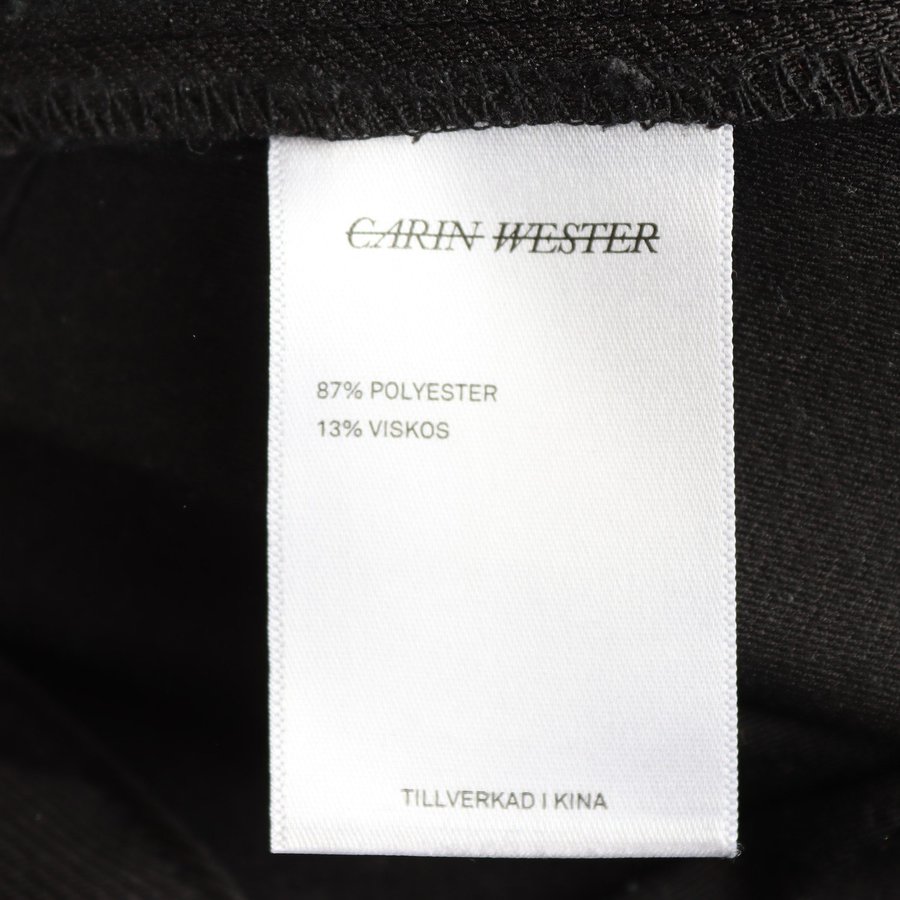 CARIN WESTER
87% POLYESTER
13% VISKOS
TILLVERKAD I KINA